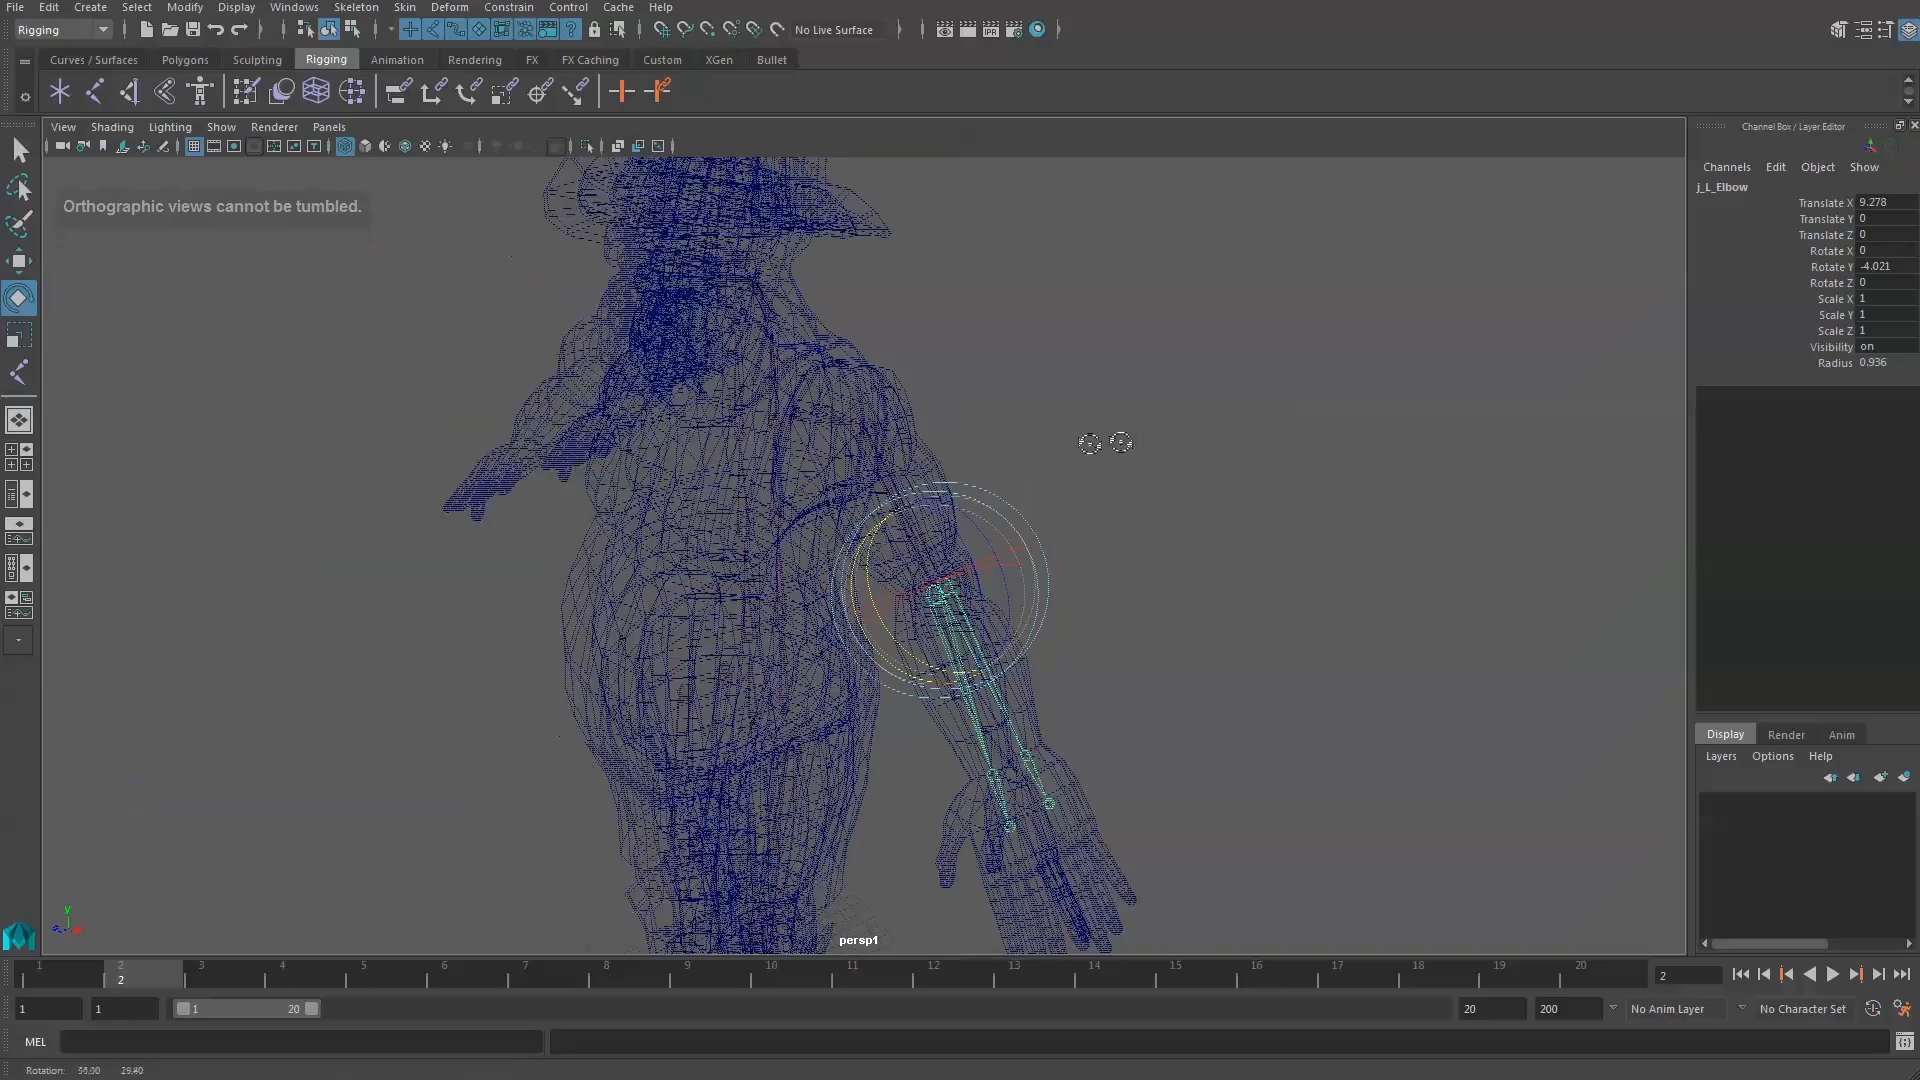 File Edit Create Select Modify Display Windows Skeleton Skin Deform Constrain Control Cache Help
Rigging No Live Surface
Curves / Surfaces Polygons Sculpting Rigging Animation Rendering FX FX Caching Custom XGen Bullet
IPR
View Shading Lighting Show Renderer Panels
Channel Box / Layer Editor
Channels Edit Object Show
j_L_Elbow
Orthographic views cannot be tumbled.
Translate X 9.278
Translate Y 0
Translate Z 0
Rotate X 0
Rotate Y -4.021
Rotate Z 0
Scale X 1
Scale Y 1
Scale Z 1
Visibility on
Radius 0.936
Display Render Anim
Layers Options Help
y
persp1
1 2 3 4 5 6 7 8 9 10 11 12 13 14 15 16 17 18 19 20
2
2
1 1 1 20 20 200 No Anim Layer No Character Set
MEL
Rotation: 29.40